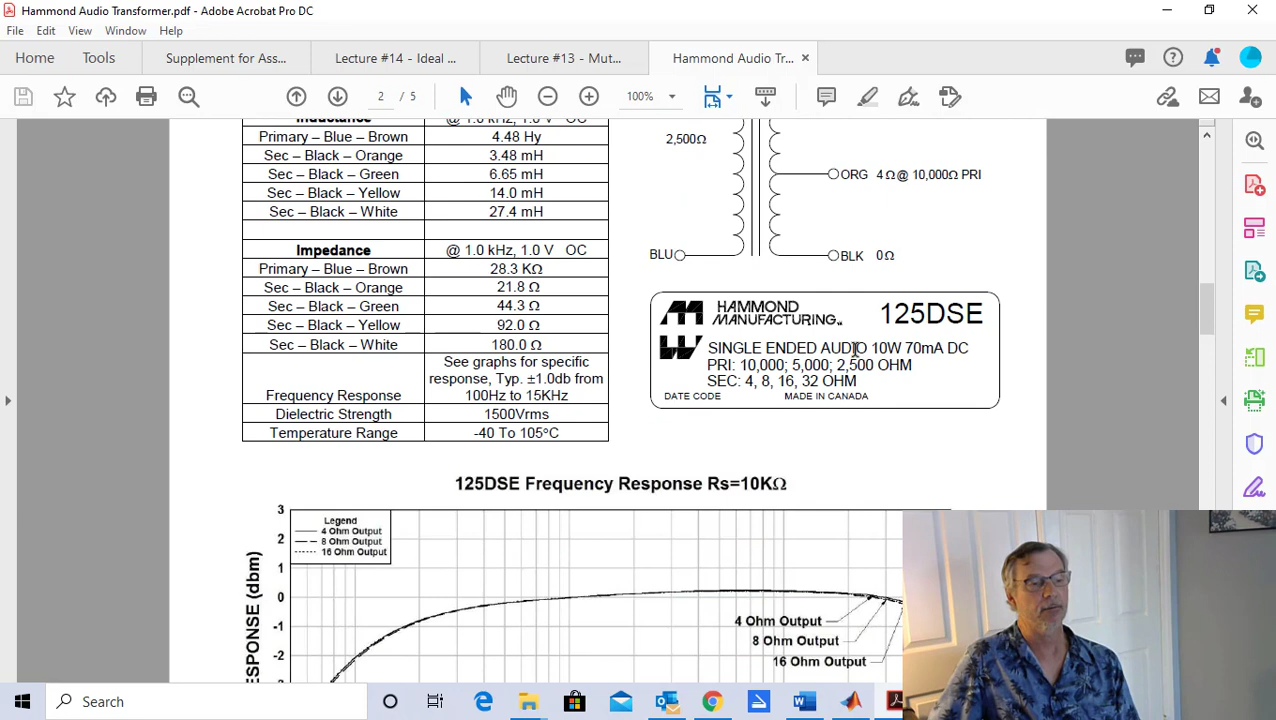 Hammond Audio Transformer.pdf - Adobe Acrobat Pro DC
File Edit View Window Help
Home Tools Supplement for Ass... Lecture #14 - Ideal ... Lecture #13 - Mut... Hammond Audio Tr... ×
2 / 5 100%
Inductance @ 1.0 kHz, 1.0 V OC
Primary – Blue – Brown 4.48 Hy
Sec – Black – Orange 3.48 mH
Sec – Black – Green 6.65 mH
Sec – Black – Yellow 14.0 mH
Sec – Black – White 27.4 mH
Impedance @ 1.0 kHz, 1.0 V OC
Primary – Blue – Brown 28.3 KΩ
Sec – Black – Orange 21.8 Ω
Sec – Black – Green 44.3 Ω
Sec – Black – Yellow 92.0 Ω
Sec – Black – White 180.0 Ω
Frequency Response See graphs for specific
response, Typ. ±1.0db from
100Hz to 15KHz
Dielectric Strength 1500Vrms
Temperature Range -40 To 105°C
2,500Ω
ORG 4Ω@ 10,000Ω PRI
BLU
BLK 0Ω
HAMMOND
MANUFACTURING™
125DSE
SINGLE ENDED AUDIO 10W 70mA DC
PRI: 10,000; 5,000; 2,500 OHM
SEC: 4, 8, 16, 32 OHM
DATE CODE MADE IN CANADA
125DSE Frequency Response Rs=10KΩ
Legend
4 Ohm Output
8 Ohm Output
16 Ohm Output
3
2
1
0
-1
-2
RESPONSE (dbm)
4 Ohm Output
8 Ohm Output
16 Ohm Output
Search